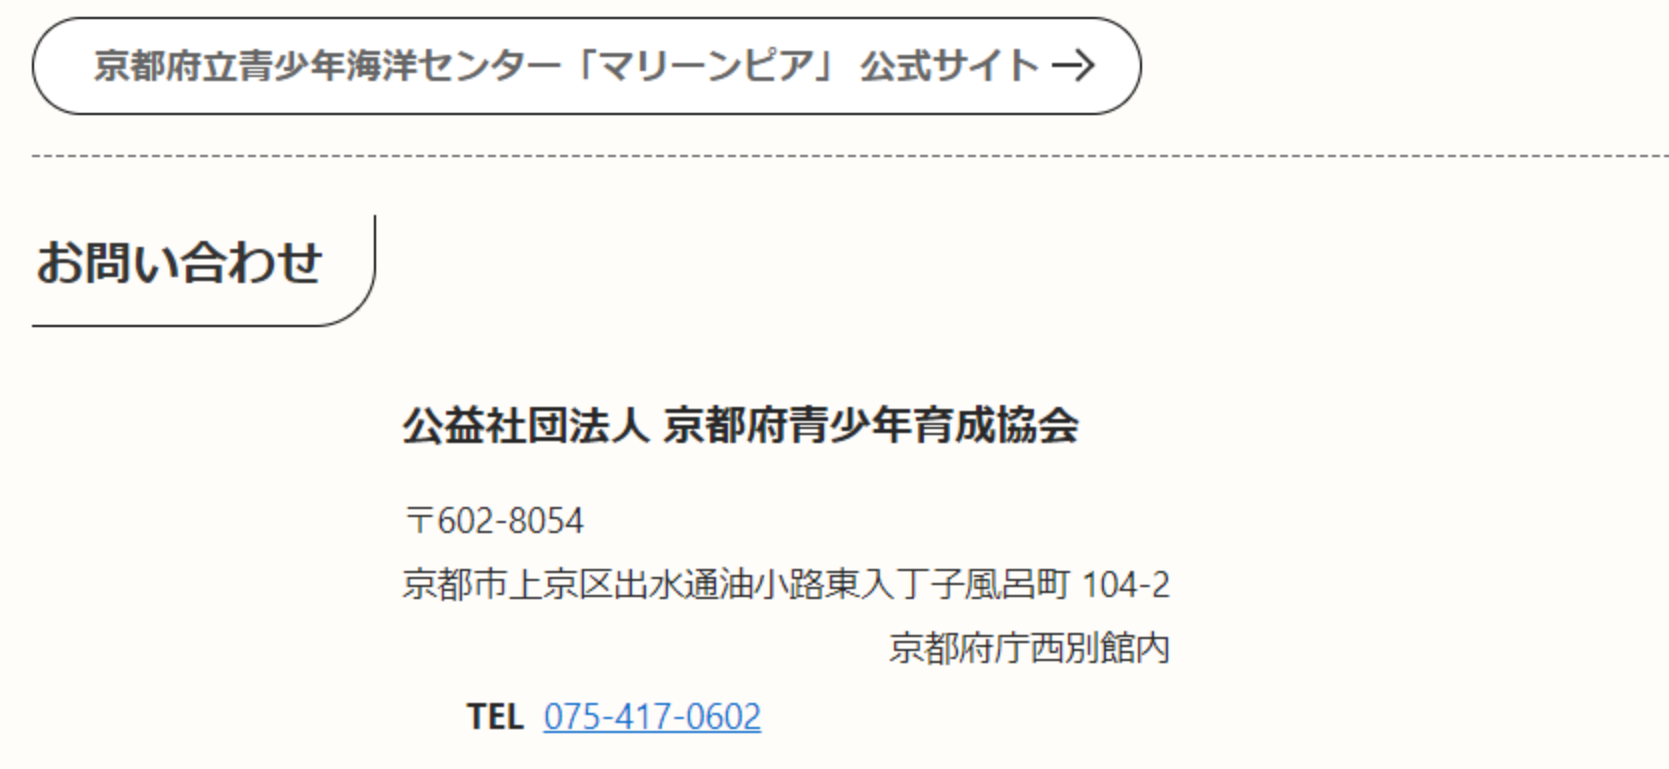 京都府立青少年海洋センター「マリーンピア」 公式サイト →
お問い合わせ
公益社団法人 京都府青少年育成協会
〒602-8054
京都市上京区出水通油小路東入丁子風呂町 104-2
京都府庁西別館内
TEL 075-417-0602